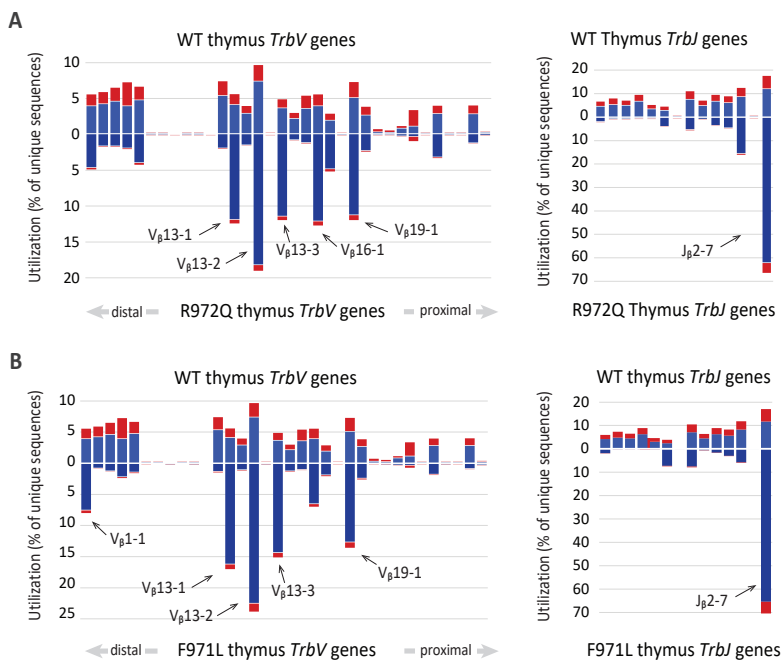 A
WT thymus TrbV genes
Utilization (% of unique sequences)
10
5
0
5
10
15
20
Vβ13-1
Vβ13-2
Vβ13-3
Vβ16-1
Vβ19-1
distal
R972Q thymus TrbV genes
proximal
WT Thymus TrbJ genes
Utilization (% of unique sequences)
20
10
0
10
20
30
40
50
60
70
Jβ2-7
R972Q Thymus TrbJ genes
B
WT thymus TrbV genes
Utilization (% of unique sequences)
10
5
0
5
10
15
20
25
Vβ1-1
Vβ13-1
Vβ13-2
Vβ13-3
Vβ19-1
distal
F971L thymus TrbV genes
proximal
WT thymus TrbJ genes
Utilization (% of unique sequences)
20
10
0
10
20
30
40
50
60
70
Jβ2-7
F971L thymus TrbJ genes